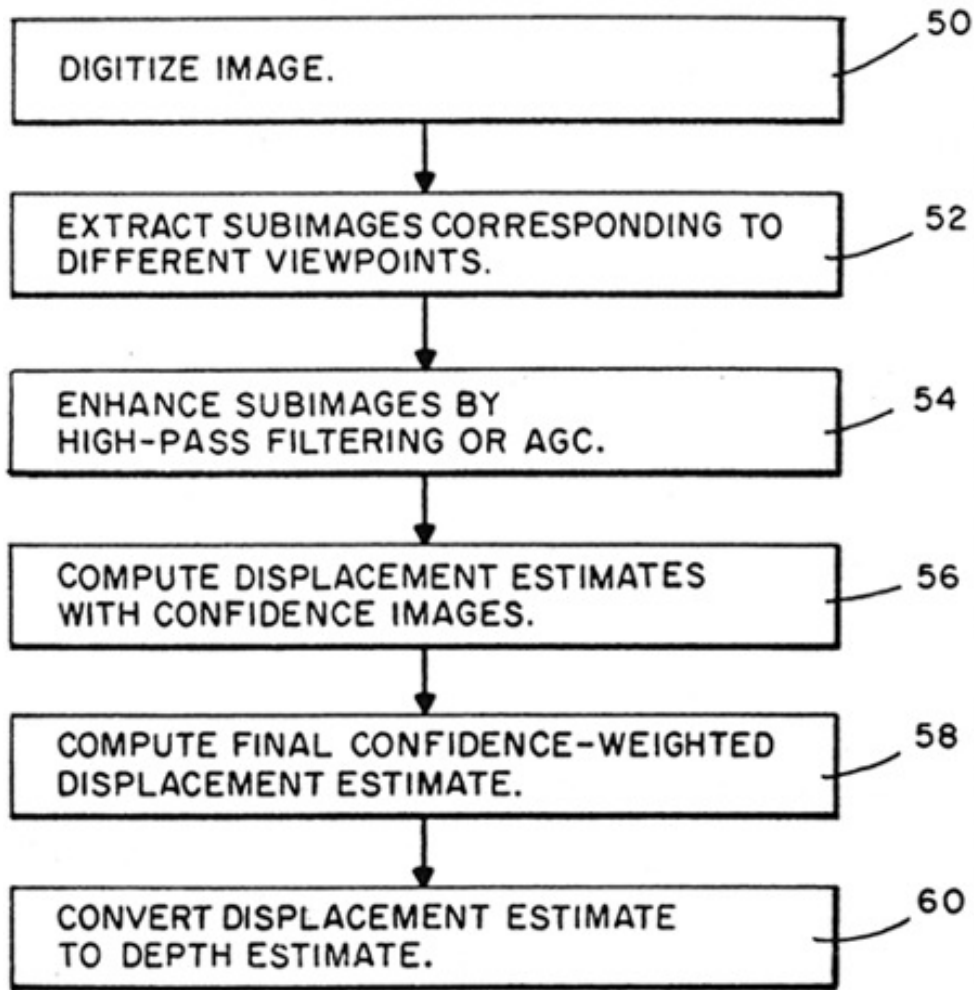 50
DIGITIZE IMAGE.
52
EXTRACT SUBIMAGES CORRESPONDING TO
DIFFERENT VIEWPOINTS.
54
ENHANCE SUBIMAGES BY
HIGH-PASS FILTERING OR AGC.
56
COMPUTE DISPLACEMENT ESTIMATES
WITH CONFIDENCE IMAGES.
58
COMPUTE FINAL CONFIDENCE-WEIGHTED
DISPLACEMENT ESTIMATE.
60
CONVERT DISPLACEMENT ESTIMATE
TO DEPTH ESTIMATE.